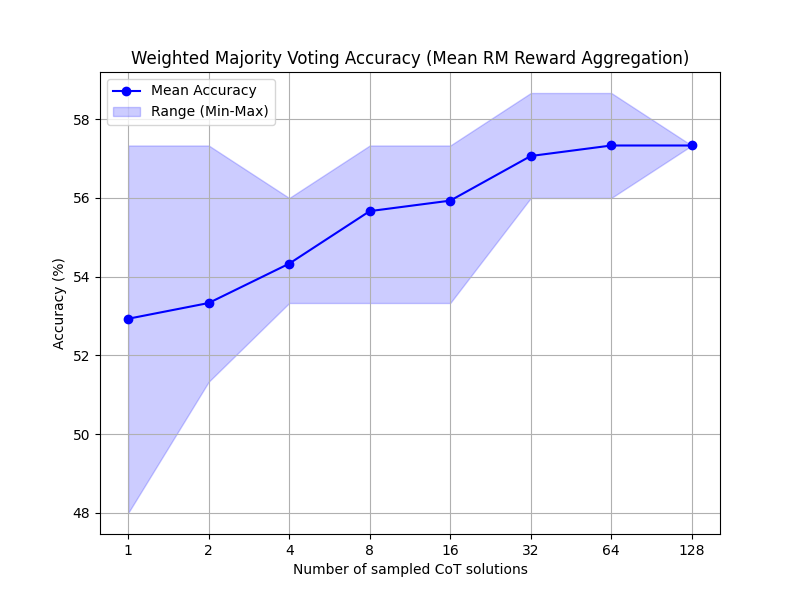 Weighted Majority Voting Accuracy (Mean RM Reward Aggregation)
Mean Accuracy
Range (Min-Max)
Accuracy (%)
58
56
54
52
50
48
1 2 4 8 16 32 64 128
Number of sampled CoT solutions